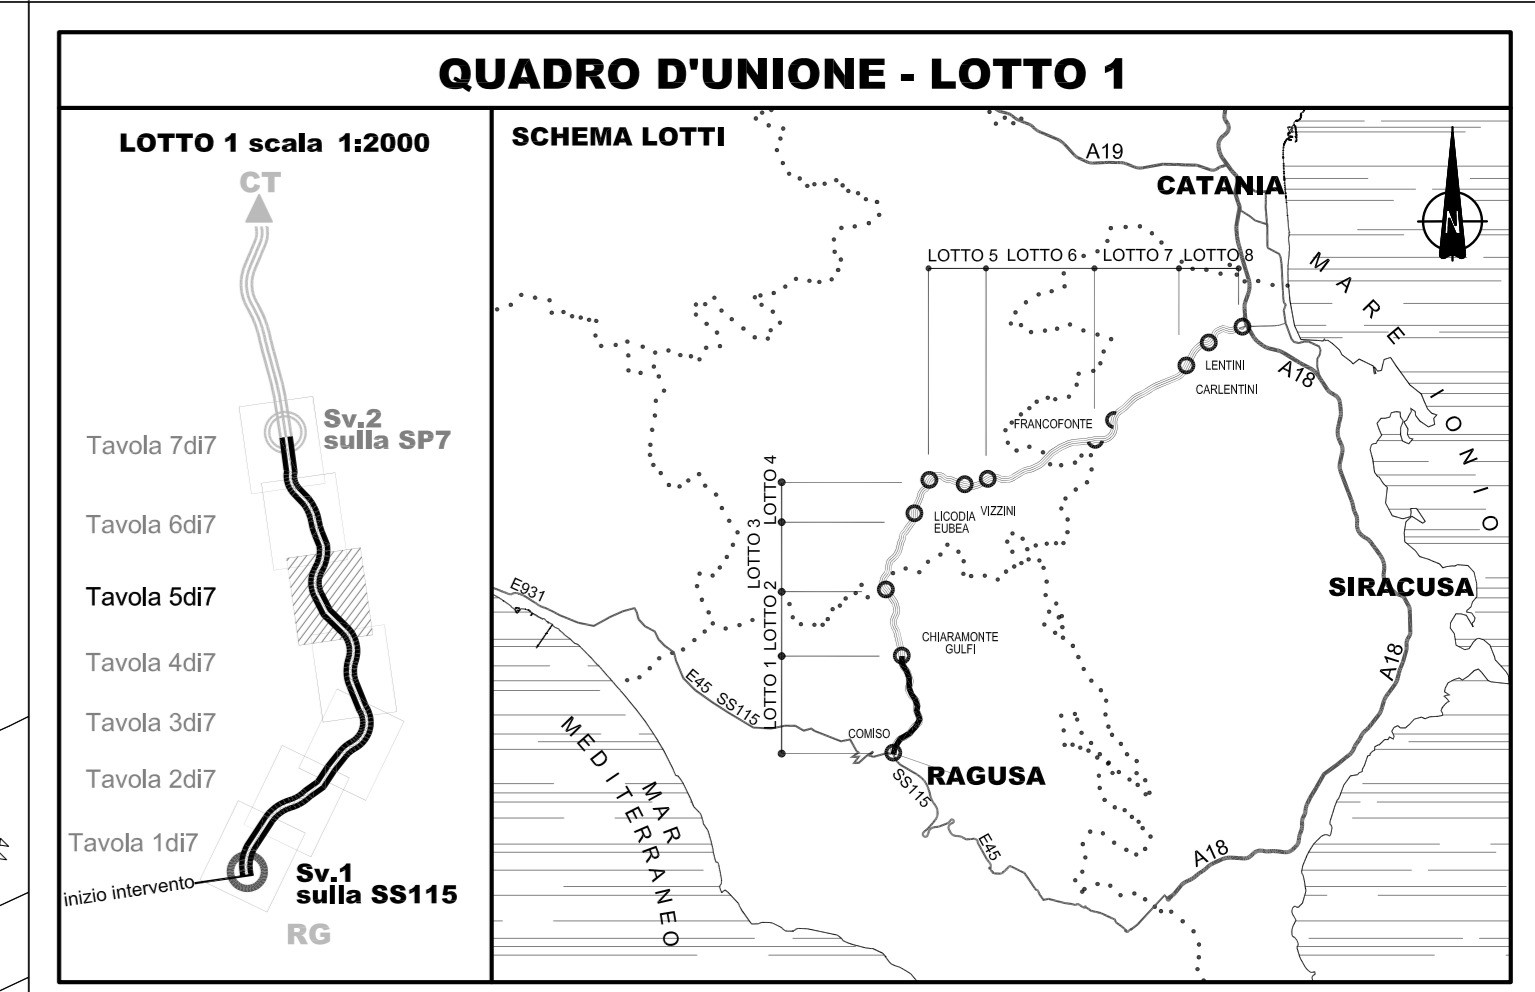 QUADRO D'UNIONE - LOTTO 1
LOTTO 1 scala 1:2000
CT
Sv.2
sulla SP7
Tavola 7di7
Tavola 6di7
Tavola 5di7
Tavola 4di7
Tavola 3di7
Tavola 2di7
Tavola 1di7
inizio intervento
Sv.1
sulla SS115
RG
SCHEMA LOTTI
A19
CATANIA
N
LOTTO 5
LOTTO 6
LOTTO 7
LOTTO 8
MARE IONIO
A18
LENTINI
CARLENTINI
FRANCOFONTE
LOTTO 4
LOTTO 3
LOTTO 2
LOTTO 1
LICODIA
EUBEA
VIZZINI
E931
SIRACUSA
CHIARAMONTE
GULFI
A18
E45
SS115
COMISO
RAGUSA
SS115
MAR
MEDITERRANEO
E45
A18
44